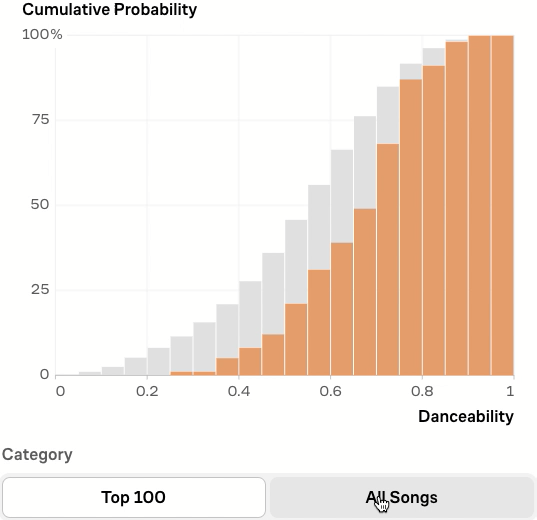 Cumulative Probability
100%
75
50
25
0
0 0.2 0.4 0.6 0.8 1
Danceability
Category
Top 100 All Songs